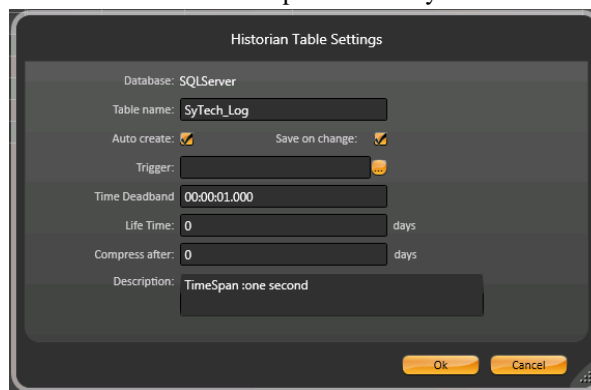 Historian Table Settings
Database: SQLServer
Table name: SyTech_Log
Auto create: Save on change:
Trigger: ...
Time Deadband 00:00:01.000
Life Time: 0 days
Compress after: 0 days
Description: TimeSpan :one second
Ok Cancel